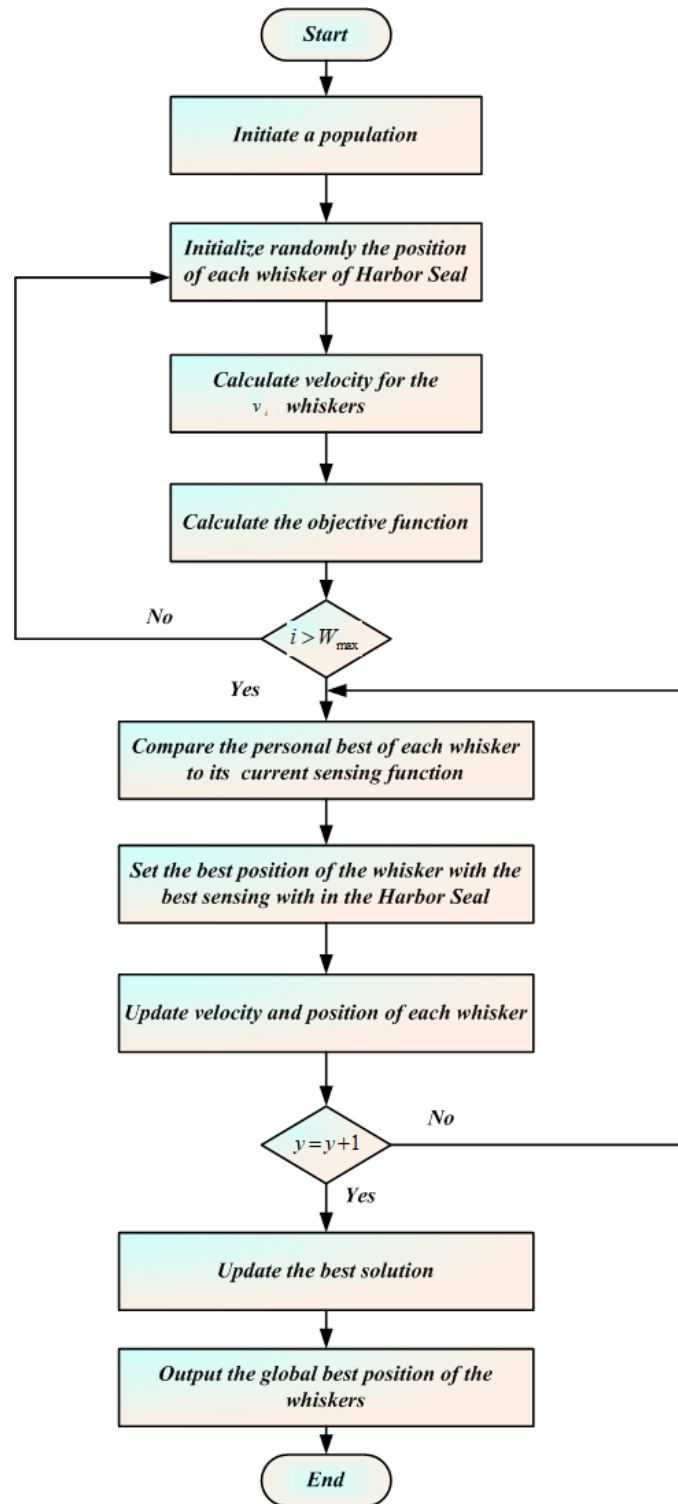 Start
Initiate a population
Initialize randomly the position
of each whisker of Harbor Seal
Calculate velocity for the
v_i whiskers
Calculate the objective function
No
i > W_max
Yes
Compare the personal best of each whisker
to its current sensing function
Set the best position of the whisker with the
best sensing with in the Harbor Seal
Update velocity and position of each whisker
No
y = y+1
Yes
Update the best solution
Output the global best position of the
whiskers
End